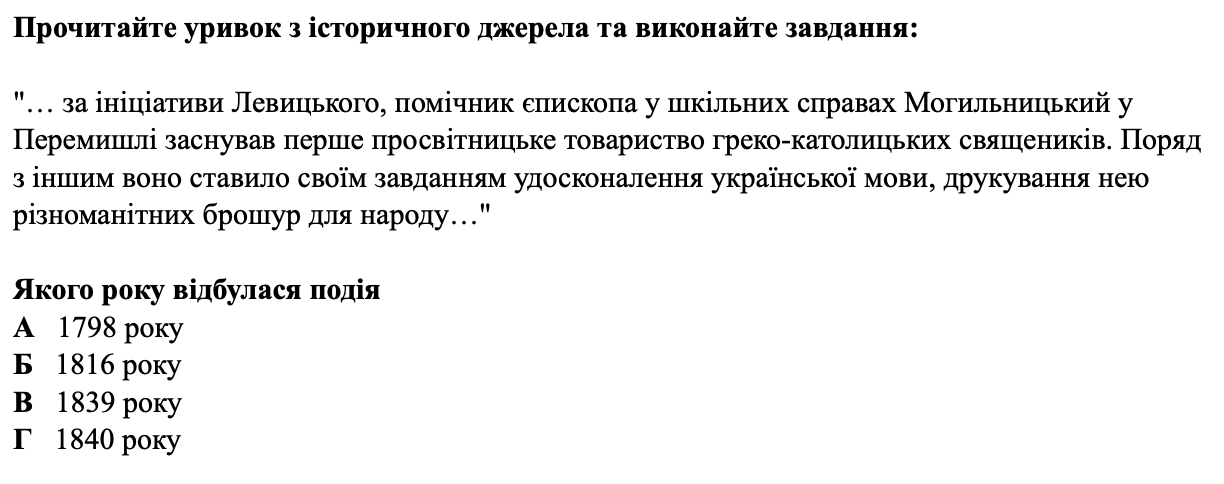 Прочитайте уривок з історичного джерела та виконайте завдання:
"… за ініціативи Левицького, помічник єпископа у шкільних справах Могильницький у
Перемишлі заснував перше просвітницьке товариство греко-католицьких священиків. Поряд
з іншим воно ставило своїм завданням удосконалення української мови, друкування нею
різноманітних брошур для народу…"
Якого року відбулася подія
А 1798 року
Б 1816 року
В 1839 року
Г 1840 року